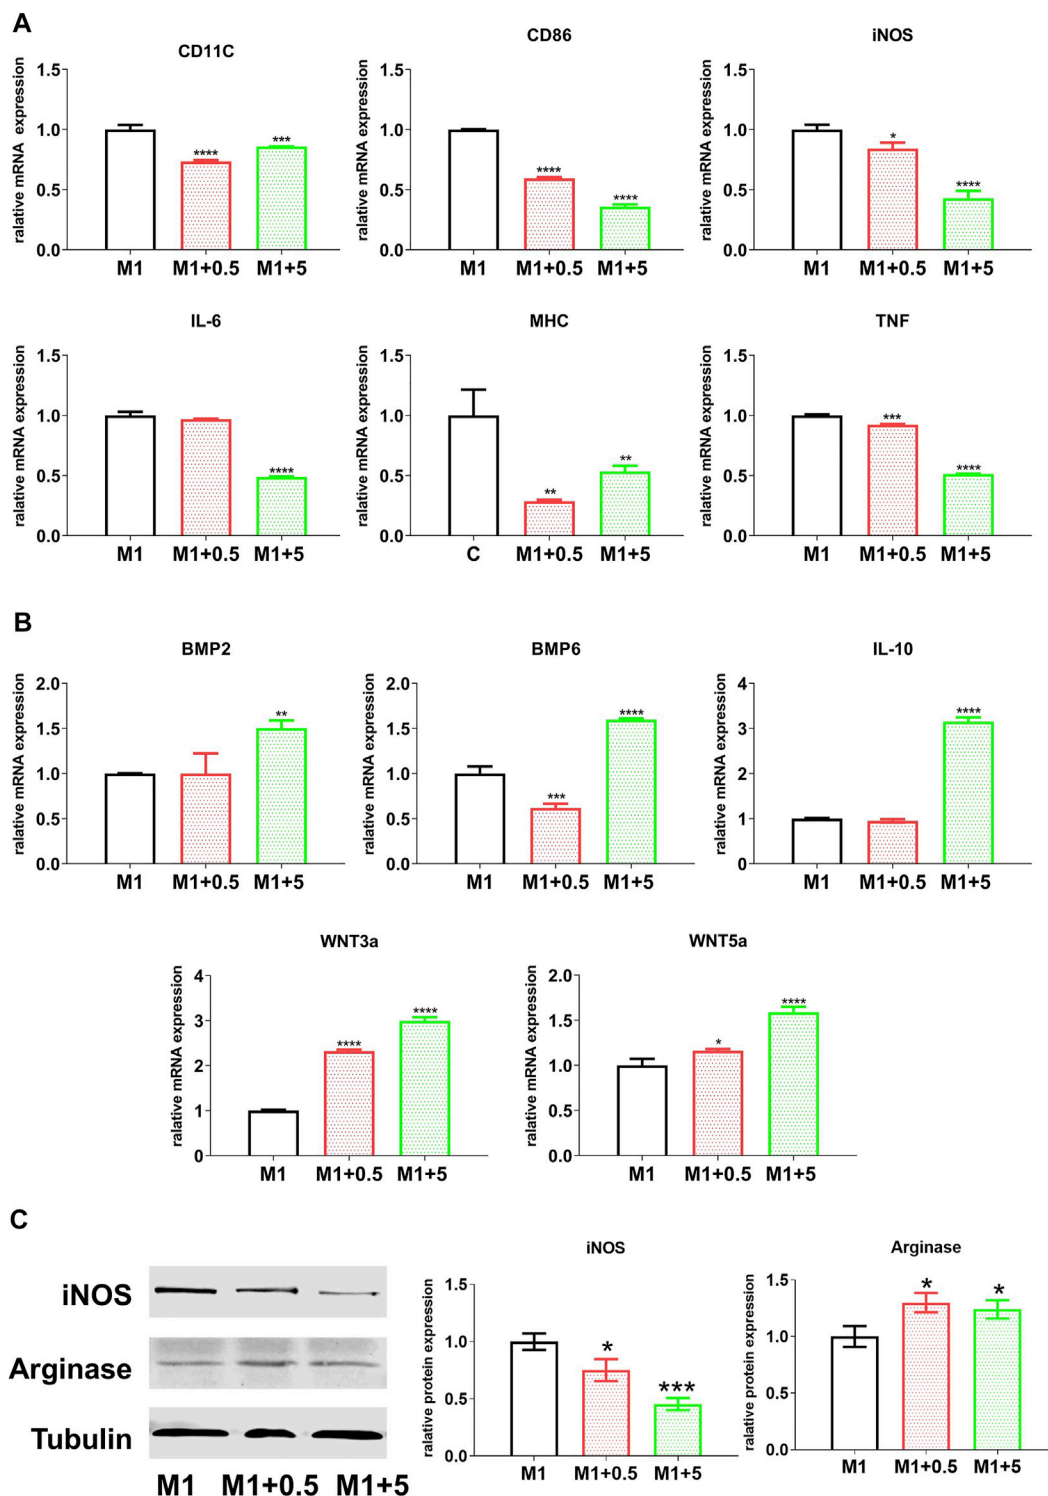 A
CD11C
ralative mRNA expression
1.5
1.0
0.5
0.0
****
***
M1
M1+0.5
M1+5
CD86
ralative mRNA expression
1.5
1.0
0.5
0.0
****
****
M1
M1+0.5
M1+5
iNOS
ralative mRNA expression
1.5
1.0
0.5
0.0
*
****
M1
M1+0.5
M1+5
IL-6
ralative mRNA expression
1.5
1.0
0.5
0.0
****
M1
M1+0.5
M1+5
MHC
ralative mRNA expression
1.5
1.0
0.5
0.0
**
**
C
M1+0.5
M1+5
TNF
ralative mRNA expression
1.5
1.0
0.5
0.0
***
****
M1
M1+0.5
M1+5
B
BMP2
ralative mRNA expression
2.0
1.5
1.0
0.5
0.0
**
M1
M1+0.5
M1+5
BMP6
ralative mRNA expression
2.0
1.5
1.0
0.5
0.0
***
****
M1
M1+0.5
M1+5
IL-10
ralative mRNA expression
4
3
2
1
0
****
M1
M1+0.5
M1+5
WNT3a
ralative mRNA expression
4
3
2
1
0
****
****
M1
M1+0.5
M1+5
WNT5a
ralative mRNA expression
2.0
1.5
1.0
0.5
0.0
*
****
M1
M1+0.5
M1+5
C
iNOS
Arginase
Tubulin
M1
M1+0.5
M1+5
iNOS
ralative protein expression
1.5
1.0
0.5
0.0
*
***
M1
M1+0.5
M1+5
Arginase
ralative protein expression
1.5
1.0
0.5
0.0
*
*
M1
M1+0.5
M1+5